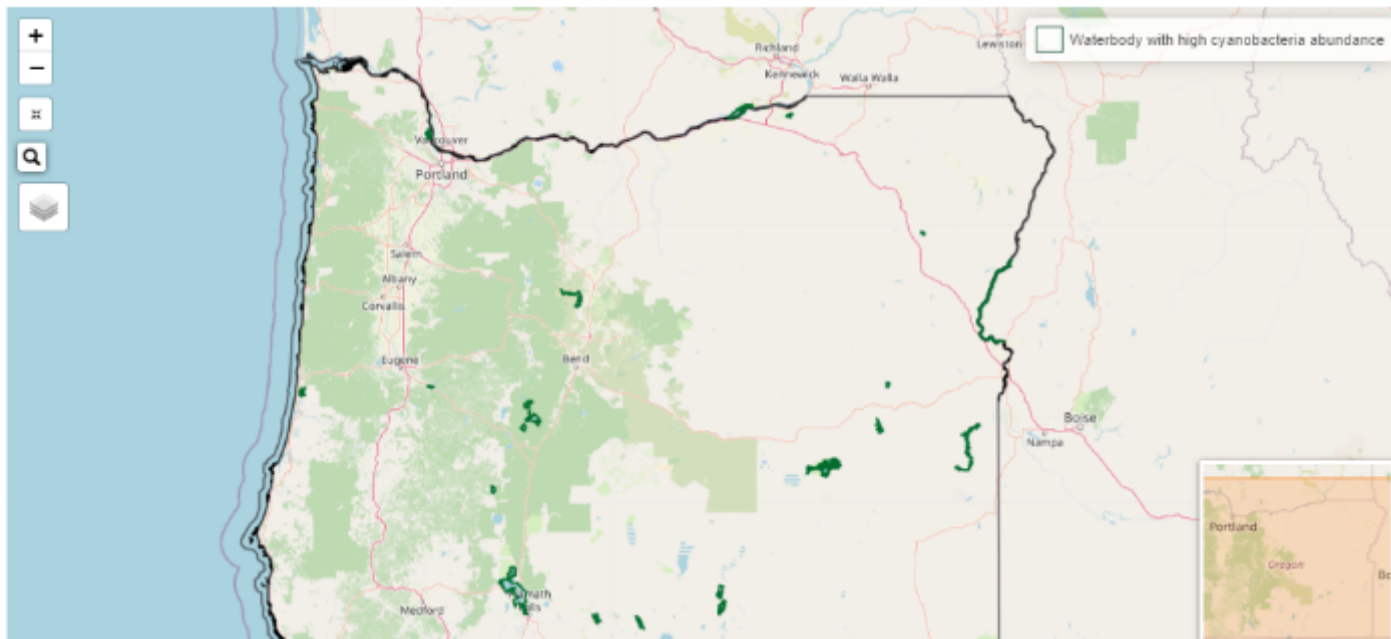 +
−
Waterbody with high cyanobacteria abundance
Lewiston
Richland
Kennewick
Walla Walla
Vancouver
Portland
Salem
Albany
Corvallis
Eugene
Bend
Boise
Nampa
Medford
Portland
Oregon